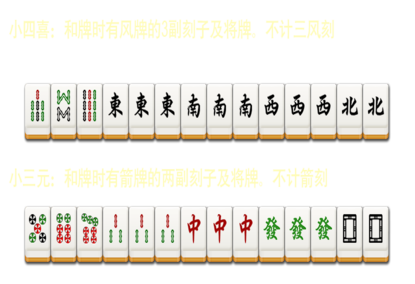 小四喜：和牌时有风牌的3副刻子及将牌。不计三风刻
東 東 東 南 南 南 西 西 西 北 北
小三元：和牌时有箭牌的两副刻子及将牌。不计箭刻
中 中 中 發 發 發